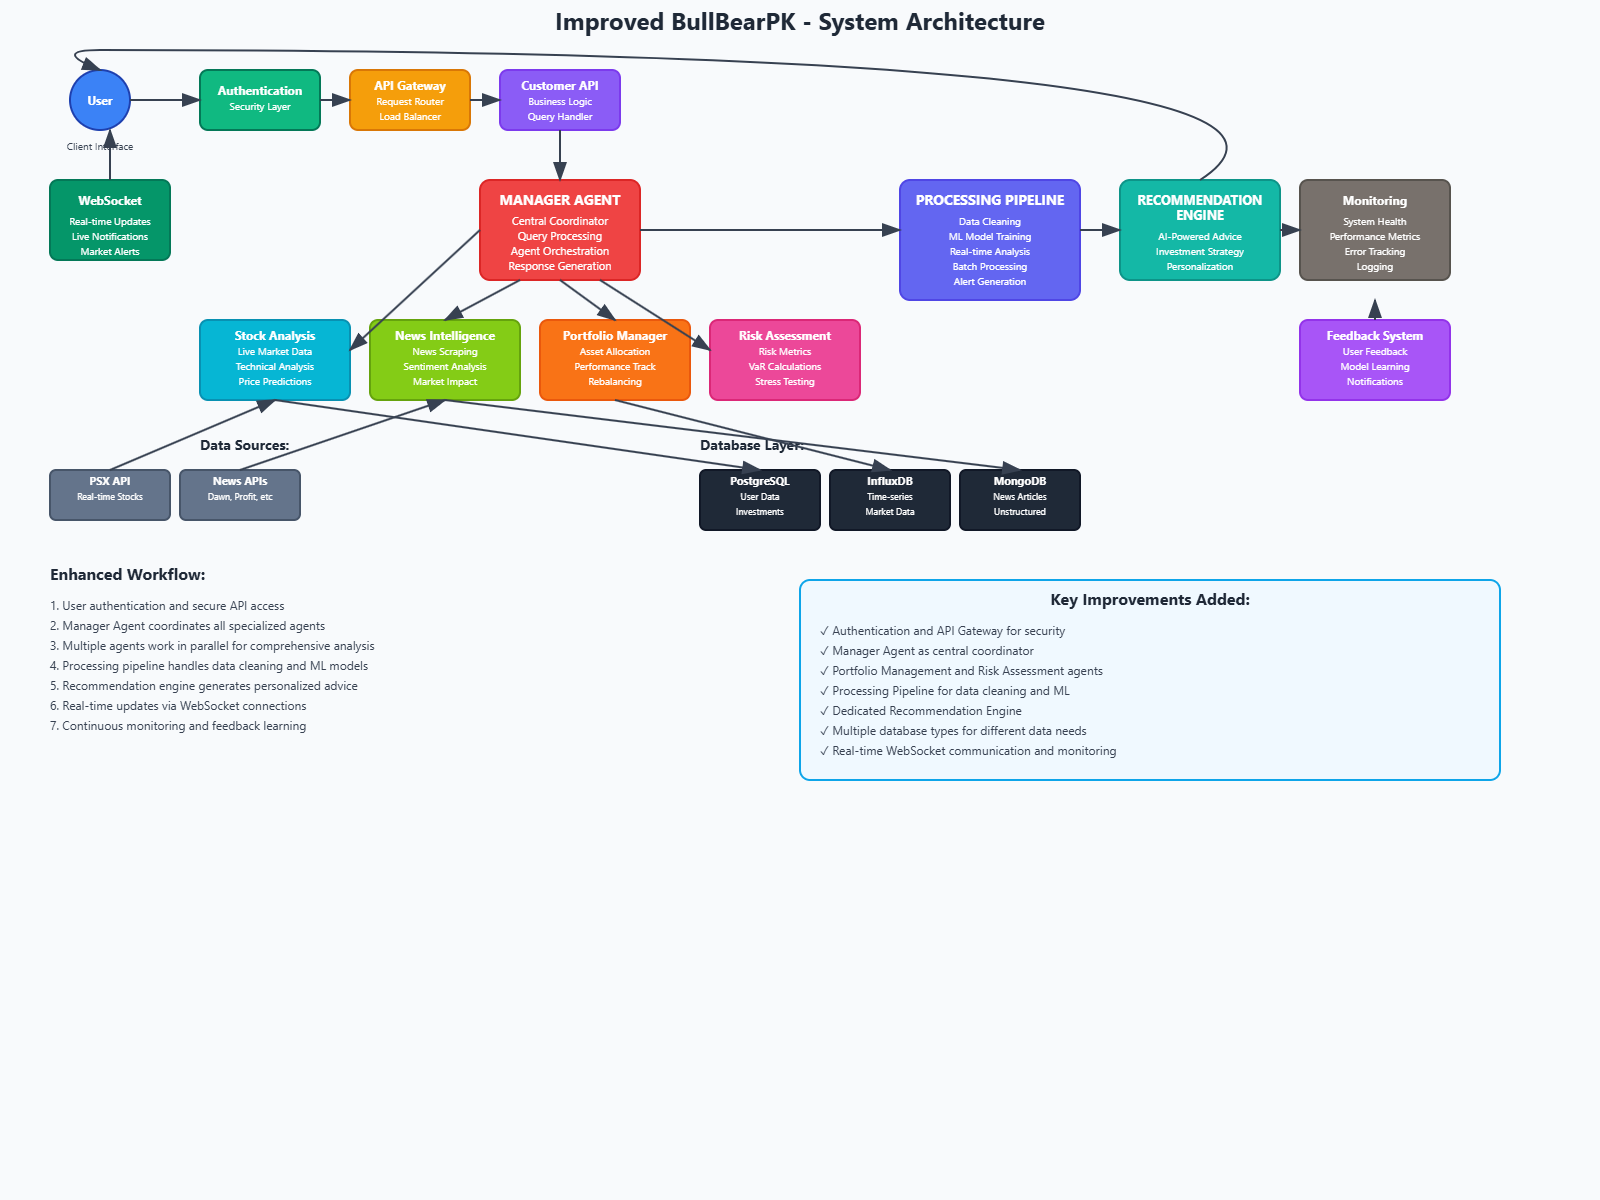 Improved BullBearPK - System Architecture
User
Client Interface
Authentication
Security Layer
API Gateway
Request Router
Load Balancer
Customer API
Business Logic
Query Handler
WebSocket
Real-time Updates
Live Notifications
Market Alerts
MANAGER AGENT
Central Coordinator
Query Processing
Agent Orchestration
Response Generation
PROCESSING PIPELINE
Data Cleaning
ML Model Training
Real-time Analysis
Batch Processing
Alert Generation
RECOMMENDATION
ENGINE
AI-Powered Advice
Investment Strategy
Personalization
Monitoring
System Health
Performance Metrics
Error Tracking
Logging
Stock Analysis
Live Market Data
Technical Analysis
Price Predictions
News Intelligence
News Scraping
Sentiment Analysis
Market Impact
Portfolio Manager
Asset Allocation
Performance Track
Rebalancing
Risk Assessment
Risk Metrics
VaR Calculations
Stress Testing
Feedback System
User Feedback
Model Learning
Notifications
Data Sources:
Database Layer:
PSX API
Real-time Stocks
News APIs
Dawn, Profit, etc
PostgreSQL
User Data
Investments
InfluxDB
Time-series
Market Data
MongoDB
News Articles
Unstructured
Enhanced Workflow:
1. User authentication and secure API access
2. Manager Agent coordinates all specialized agents
3. Multiple agents work in parallel for comprehensive analysis
4. Processing pipeline handles data cleaning and ML models
5. Recommendation engine generates personalized advice
6. Real-time updates via WebSocket connections
7. Continuous monitoring and feedback learning
Key Improvements Added:
✓ Authentication and API Gateway for security
✓ Manager Agent as central coordinator
✓ Portfolio Management and Risk Assessment agents
✓ Processing Pipeline for data cleaning and ML
✓ Dedicated Recommendation Engine
✓ Multiple database types for different data needs
✓ Real-time WebSocket communication and monitoring